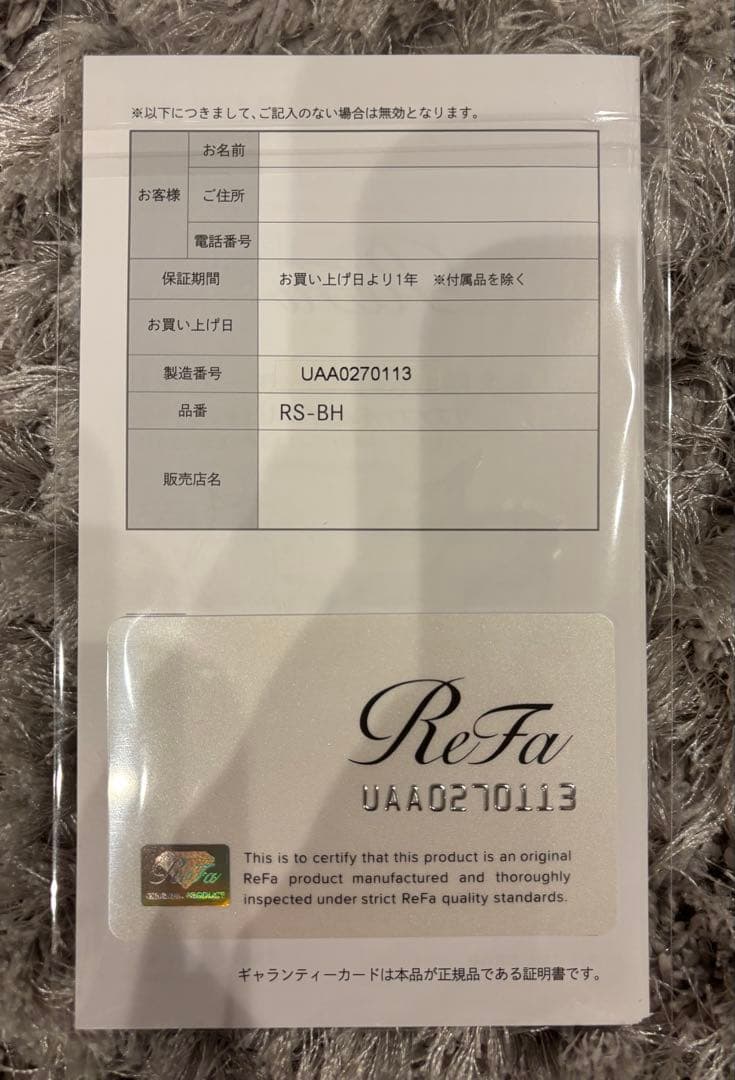 ※以下につきまして、ご記入のない場合は無効となります。
お客様
お名前
ご住所
電話番号
保証期間 お買い上げ日より1年 ※付属品を除く
お買い上げ日
製造番号 UAA0270113
品番 RS-BH
販売店名
ReFa
UAA0270113
ReFa
This is to certify that this product is an original
ReFa product manufactured and thoroughly
inspected under strict ReFa quality standards.
ギャランティーカードは本品が正規品である証明書です。